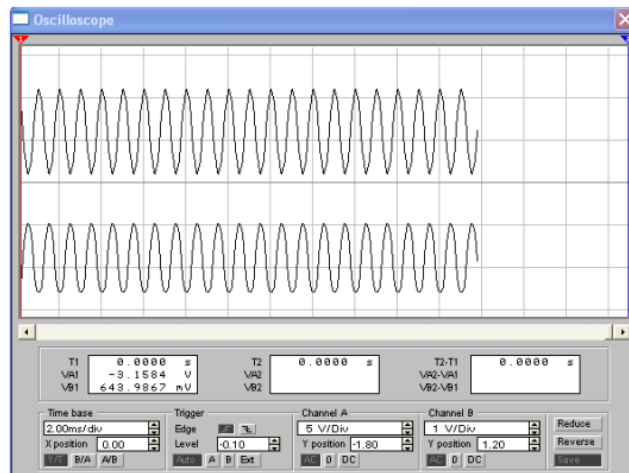 Oscilloscope
1
T1 0.0000 s T2 0.0000 s T2-T1 0.0000 s
VA1 -3.1584 V VA2 VA2-VA1
VB1 643.9867 mV VB2 VB2-VB1
Time base Trigger Channel A Channel B Reduce
2.00ms/div Edge 5 V/Div 1 V/Div Reverse
X position 0.00 Level -0.10 Y position -1.80 Y position 1.20 Save
Y/T B/A A/B Auto A B Ext AC 0 DC AC 0 DC